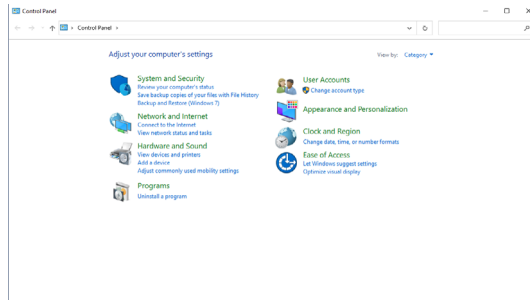 Control Panel
Control Panel
Adjust your computer's settings
View by: Category
System and Security
Review your computer's status
Save backup copies of your files with File History
Backup and Restore (Windows 7)
Network and Internet
Connect to the Internet
View network status and tasks
Hardware and Sound
View devices and printers
Add a device
Adjust commonly used mobility settings
Programs
Uninstall a program
User Accounts
Change account type
Appearance and Personalization
Clock and Region
Change date, time, or number formats
Ease of Access
Let Windows suggest settings
Optimize visual display